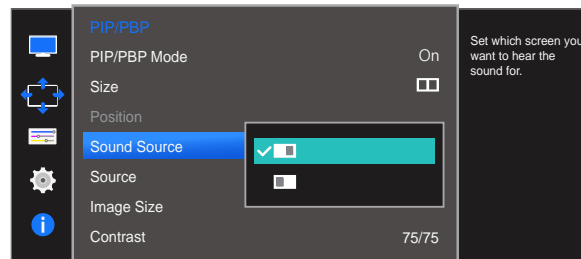 PIP/PBP
PIP/PBP Mode On
Size
Position
Sound Source
Source
Image Size
Contrast 75/75
Set which screen you
want to hear the
sound for.